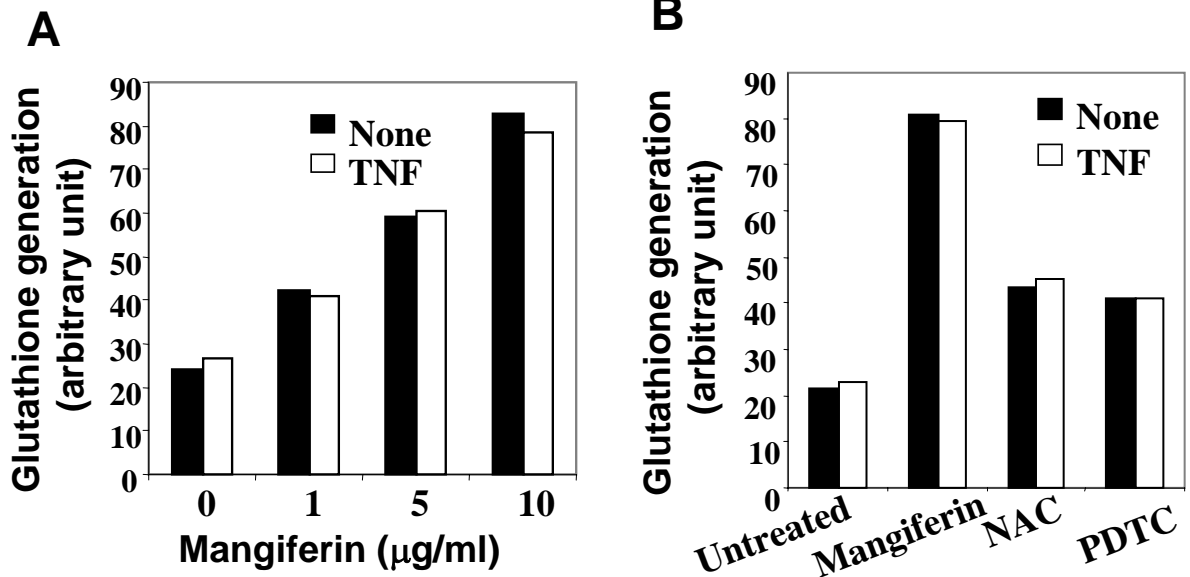 A
Glutathione generation
(arbitrary unit)
90
80
70
60
50
40
30
20
10
0
None
TNF
0 1 5 10
Mangiferin (μg/ml)
B
Glutathione generation
(arbitrary unit)
90
80
70
60
50
40
30
20
10
0
None
TNF
Untreated
Mangiferin
NAC
PDTC